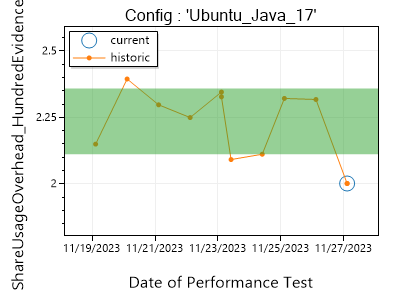 Config : 'Ubuntu_Java_17'
ShareUsageOverhead_HundredEvidence
current
historic
2.5
2.25
2
11/19/2023 11/21/2023 11/23/2023 11/25/2023 11/27/2023
Date of Performance Test